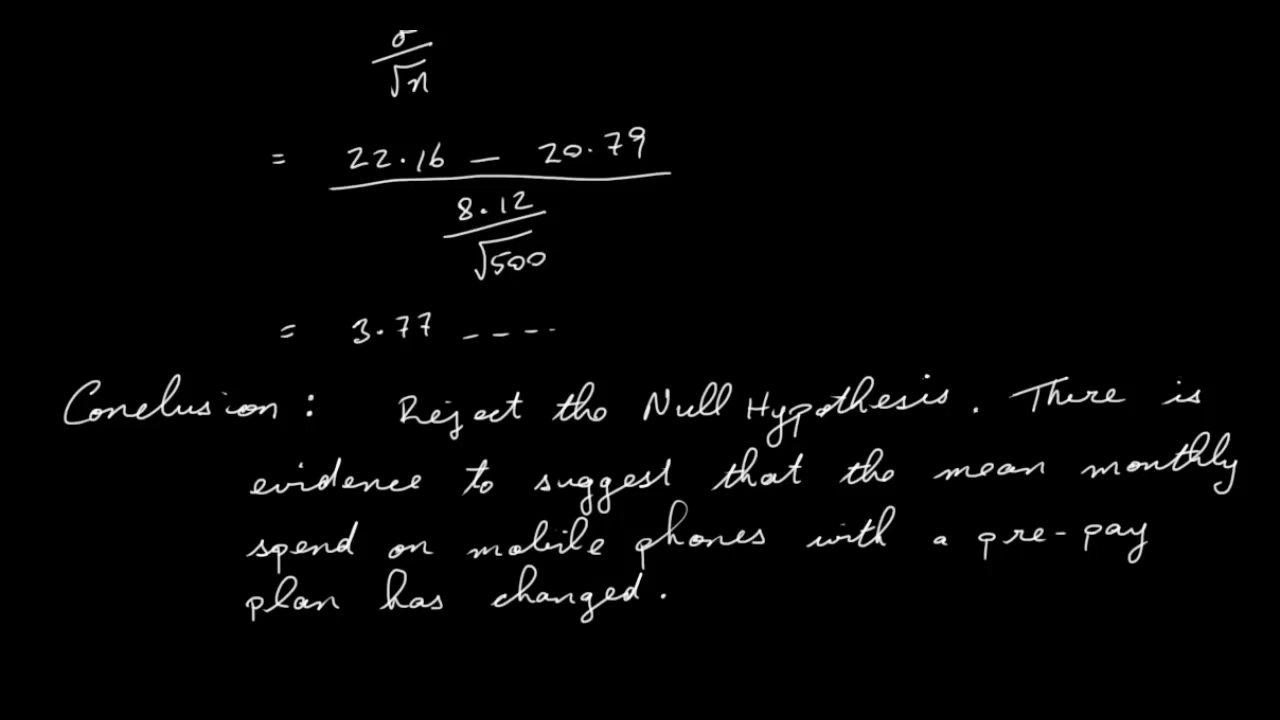 σ
√n
= 22.16 - 20.79
8.12
√500
= 3.77 ----
Conclusion: Reject the Null Hypothesis. There is
evidence to suggest that the mean monthly
spend on mobile phones with a pre-pay
plan has changed.